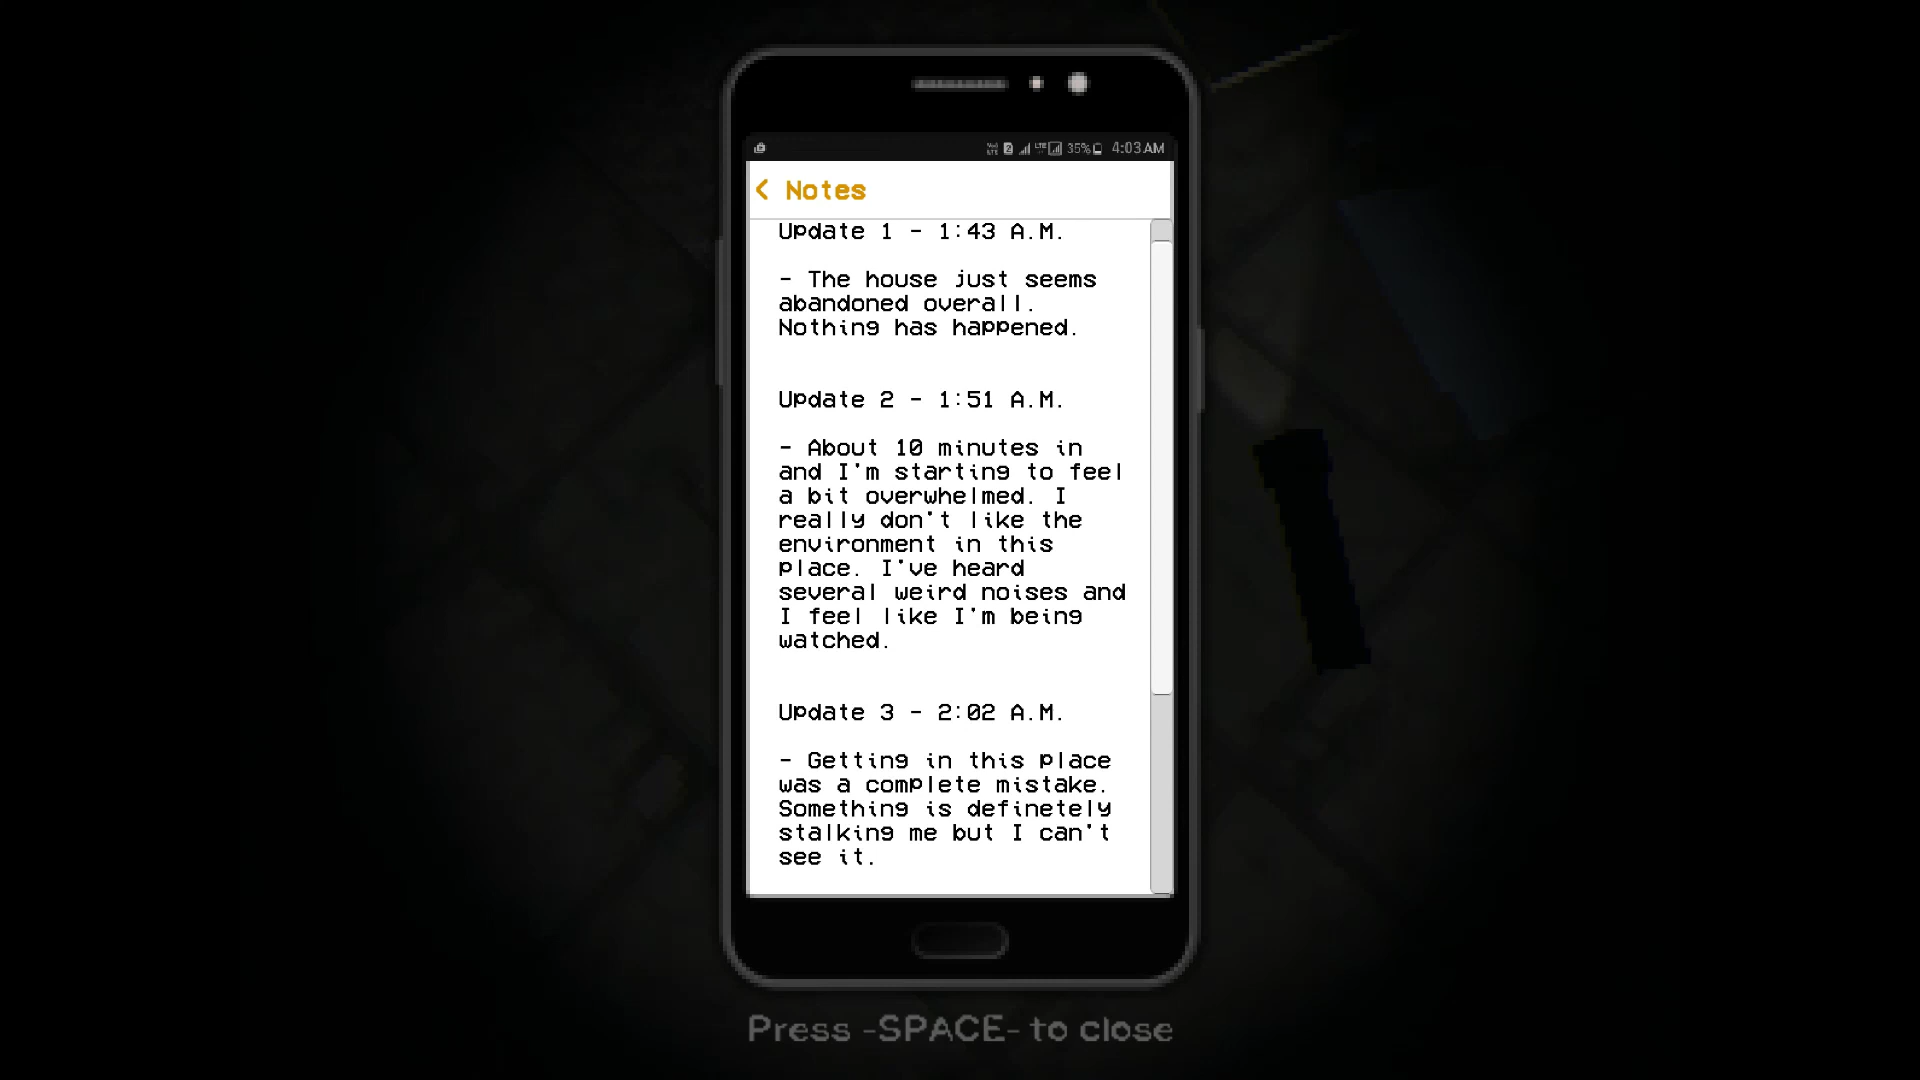 35% 4:03 AM
< Notes
Update 1 - 1:43 A.M.
- The house just seems
abandoned overall.
Nothing has happened.
Update 2 - 1:51 A.M.
- About 10 minutes in
and I'm starting to feel
a bit overwhelmed. I
really don't like the
environment in this
place. I've heard
several weird noises and
I feel like I'm being
watched.
Update 3 - 2:02 A.M.
- Getting in this place
was a complete mistake.
Something is definetely
stalking me but I can't
see it.
Press -SPACE- to close